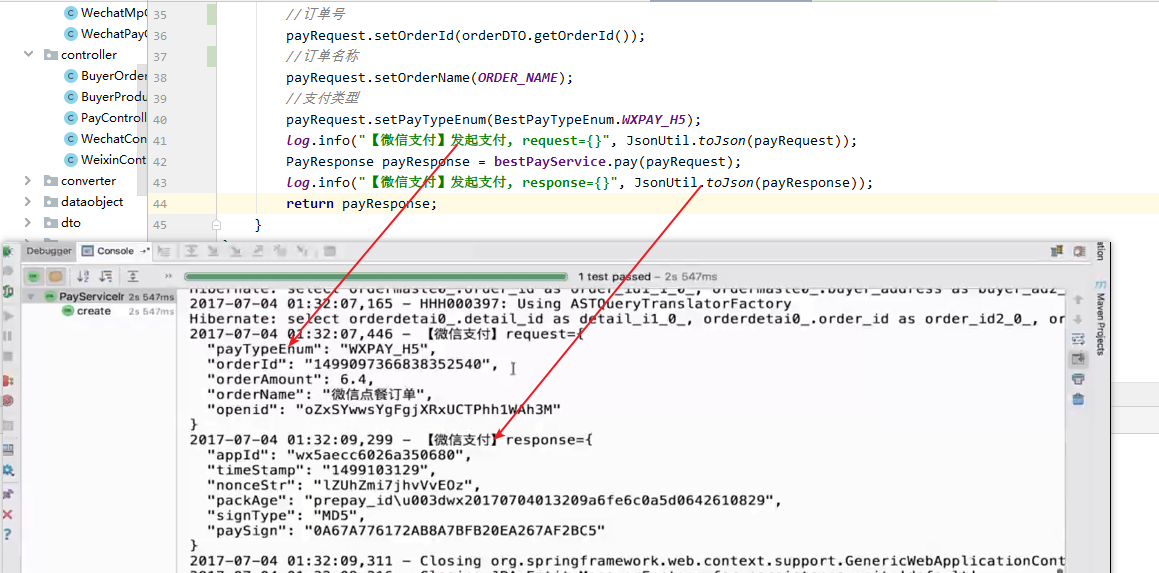 WechatMpC
WechatPayC
controller
BuyerOrder
BuyerProdu
PayControll
WechatCon
WeixinCont
converter
dataobject
dto
35 //订单号
36 payRequest.setOrderId(orderDTO.getOrderId());
37 //订单名称
38 payRequest.setOrderName(ORDER_NAME);
39 //支付类型
40 payRequest.setPayTypeEnum(BestPayTypeEnum.WXPAY_H5);
41 log.info("【微信支付】发起支付, request={}", JsonUtil.toJson(payRequest));
42 PayResponse payResponse = bestPayService.pay(payRequest);
43 log.info("【微信支付】发起支付, response={}", JsonUtil.toJson(payResponse));
44 return payResponse;
45 }
Debugger Console
1 test passed – 2s 547ms
PayServiceIr 2s 547ms
create 2s 547ms
Hibernate: select ordermaste0_.order_id as order_id1_1_0_, ordermaste0_.buyer_address as buyer_ad2_
2017-07-04 01:32:07,165 - HHH000397: Using ASTQueryTranslatorFactory
Hibernate: select orderdetai0_.detail_id as detail_i1_0_, orderdetai0_.order_id as order_id2_0_, or
2017-07-04 01:32:07,446 - 【微信支付】request={
"payTypeEnum": "WXPAY_H5",
"orderId": "1499097366838352540",
"orderAmount": 6.4,
"orderName": "微信点餐订单",
"openid": "oZxSYwwsYgFgjXRxUCTPhh1WAh3M"
}
2017-07-04 01:32:09,299 - 【微信支付】response={
"appId": "wx5aecc6026a350680",
"timeStamp": "1499103129",
"nonceStr": "lZUhZmi7jhvVvEOz",
"packAge": "prepay_id\u003dwx20170704013209a6fe6c0a5d0642610829",
"signType": "MD5",
"paySign": "0A67A776172AB8A7BFB20EA267AF2BC5"
}
2017-07-04 01:32:09,311 - Closing org.springframework.web.context.support.GenericWebApplicationCont
ation
Maven Projects